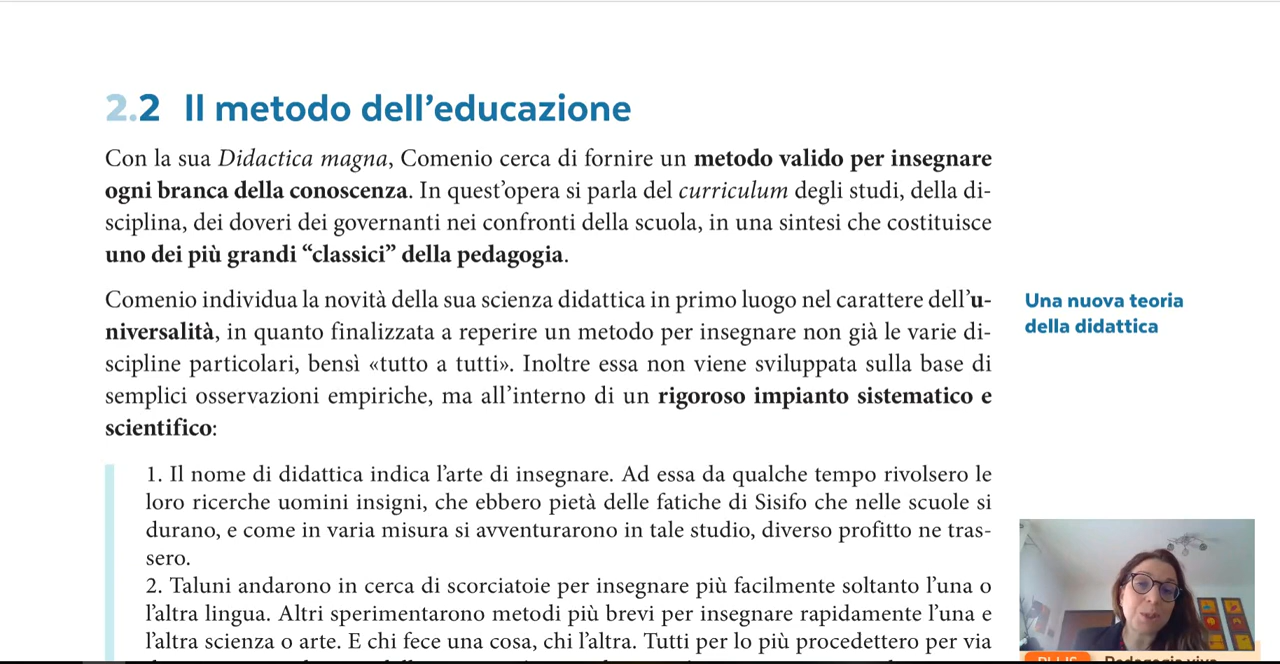 2.2 Il metodo dell’educazione
Con la sua Didactica magna, Comenio cerca di fornire un metodo valido per insegnare
ogni branca della conoscenza. In quest’opera si parla del curriculum degli studi, della di-
sciplina, dei doveri dei governanti nei confronti della scuola, in una sintesi che costituisce
uno dei più grandi “classici” della pedagogia.
Comenio individua la novità della sua scienza didattica in primo luogo nel carattere dell’u-
niversalità, in quanto finalizzata a reperire un metodo per insegnare non già le varie di-
scipline particolari, bensì «tutto a tutti». Inoltre essa non viene sviluppata sulla base di
semplici osservazioni empiriche, ma all’interno di un rigoroso impianto sistematico e
scientifico:
Una nuova teoria
della didattica
1. Il nome di didattica indica l’arte di insegnare. Ad essa da qualche tempo rivolsero le
loro ricerche uomini insigni, che ebbero pietà delle fatiche di Sisifo che nelle scuole si
durano, e come in varia misura si avventurarono in tale studio, diverso profitto ne tras-
sero.
2. Taluni andarono in cerca di scorciatoie per insegnare più facilmente soltanto l’una o
l’altra lingua. Altri sperimentarono metodi più brevi per insegnare rapidamente l’una e
l’altra scienza o arte. E chi fece una cosa, chi l’altra. Tutti per lo più procedettero per via